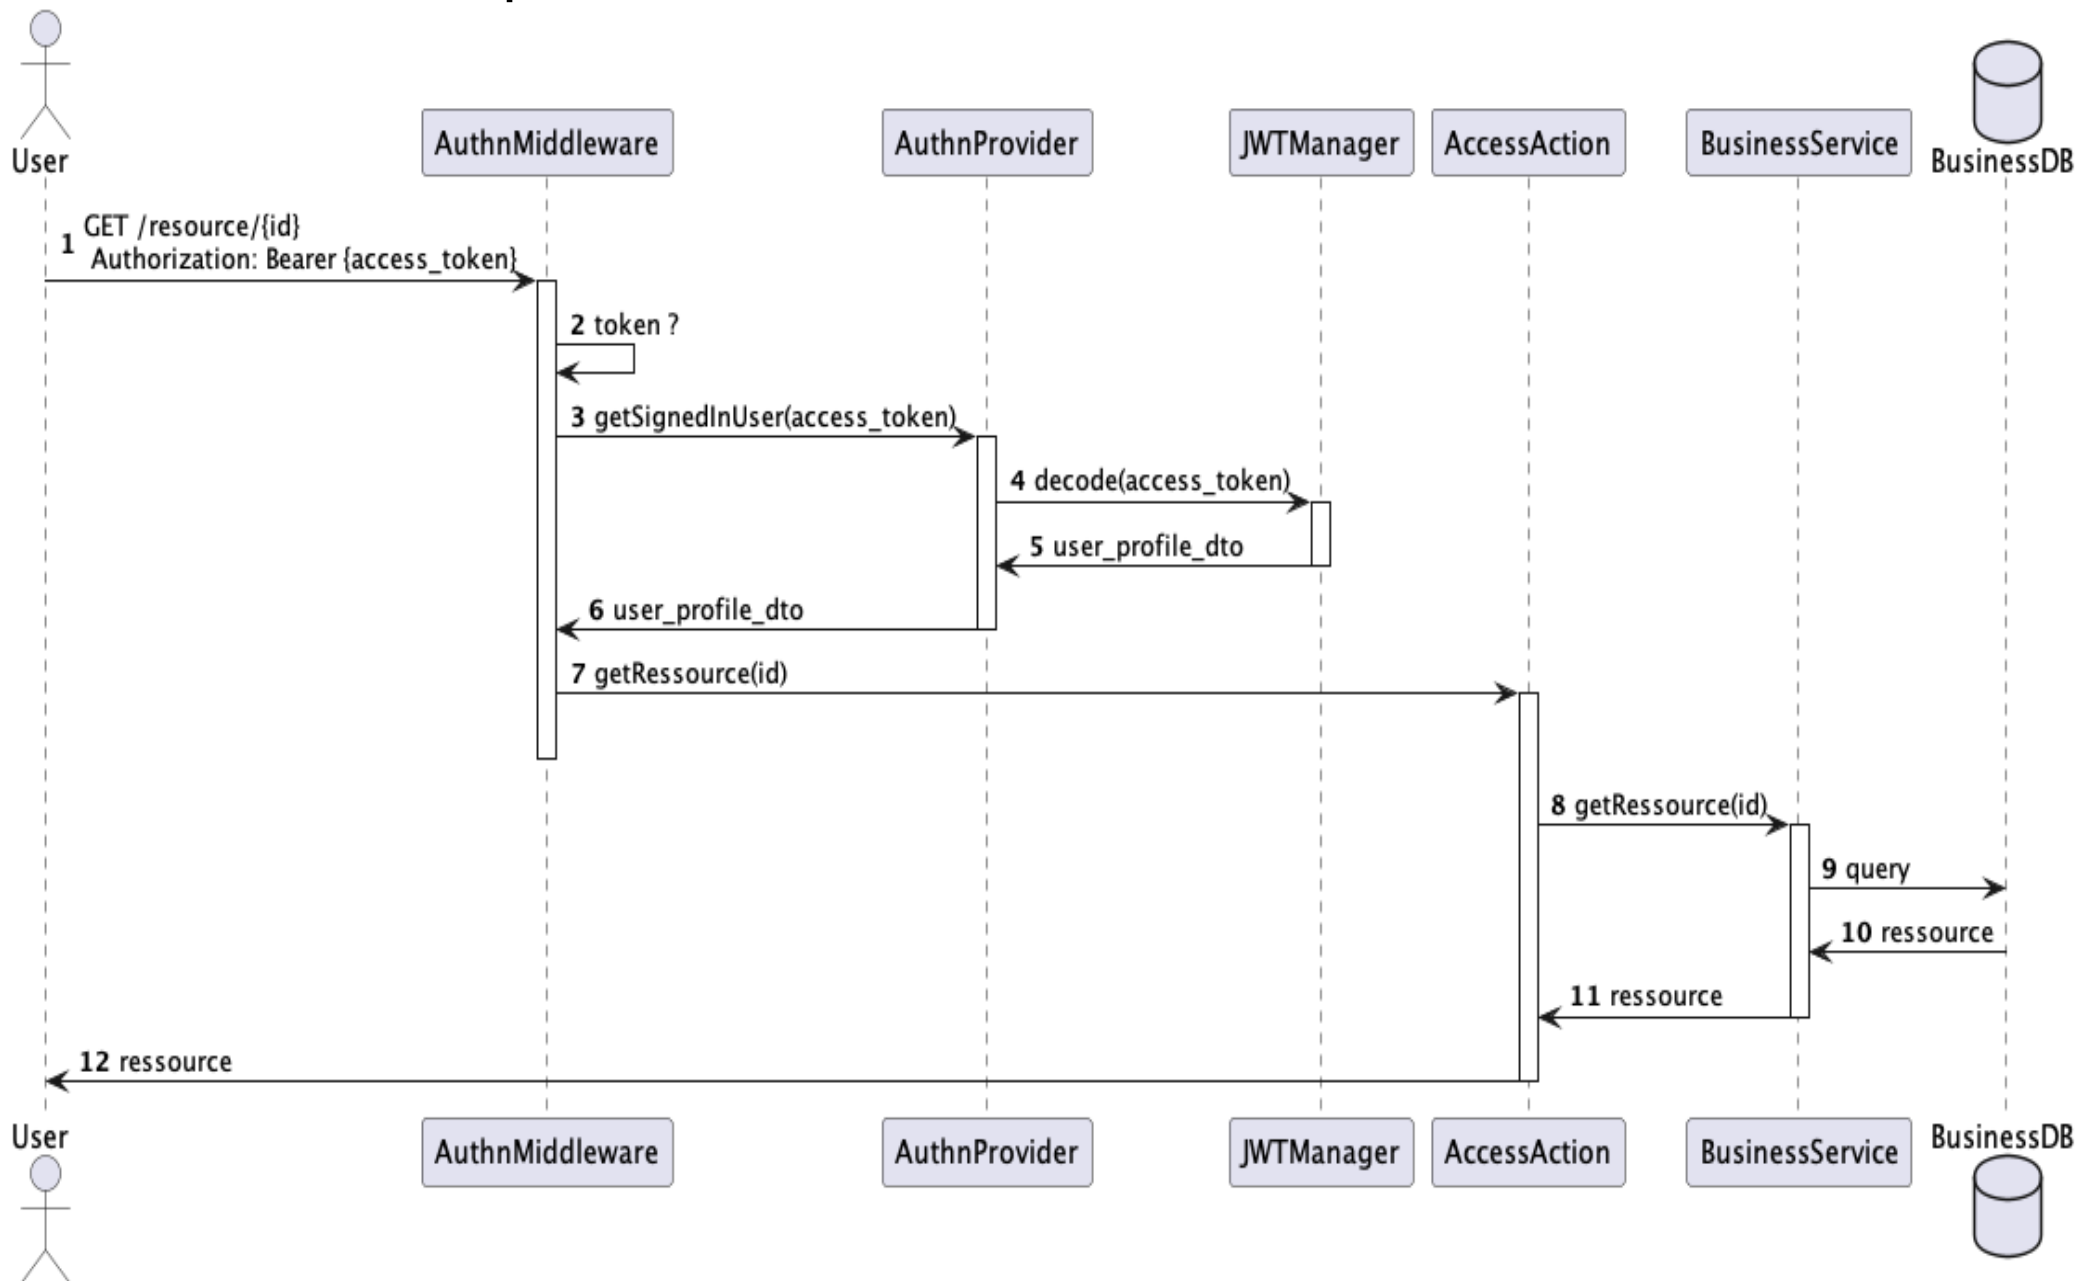 User
AuthnMiddleware
AuthnProvider
JWTManager
AccessAction
BusinessService
BusinessDB
1 GET /resource/{id}
Authorization: Bearer {access_token}
2 token ?
3 getSignedInUser(access_token)
4 decode(access_token)
5 user_profile_dto
6 user_profile_dto
7 getRessource(id)
8 getRessource(id)
9 query
10 ressource
11 ressource
12 ressource
User
AuthnMiddleware
AuthnProvider
JWTManager
AccessAction
BusinessService
BusinessDB